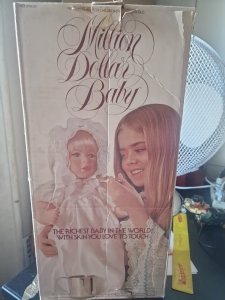 Million
Dollar
Baby
THE RICHEST BABY IN THE WORLD!
WITH SKIN YOU LOVE TO TOUCH